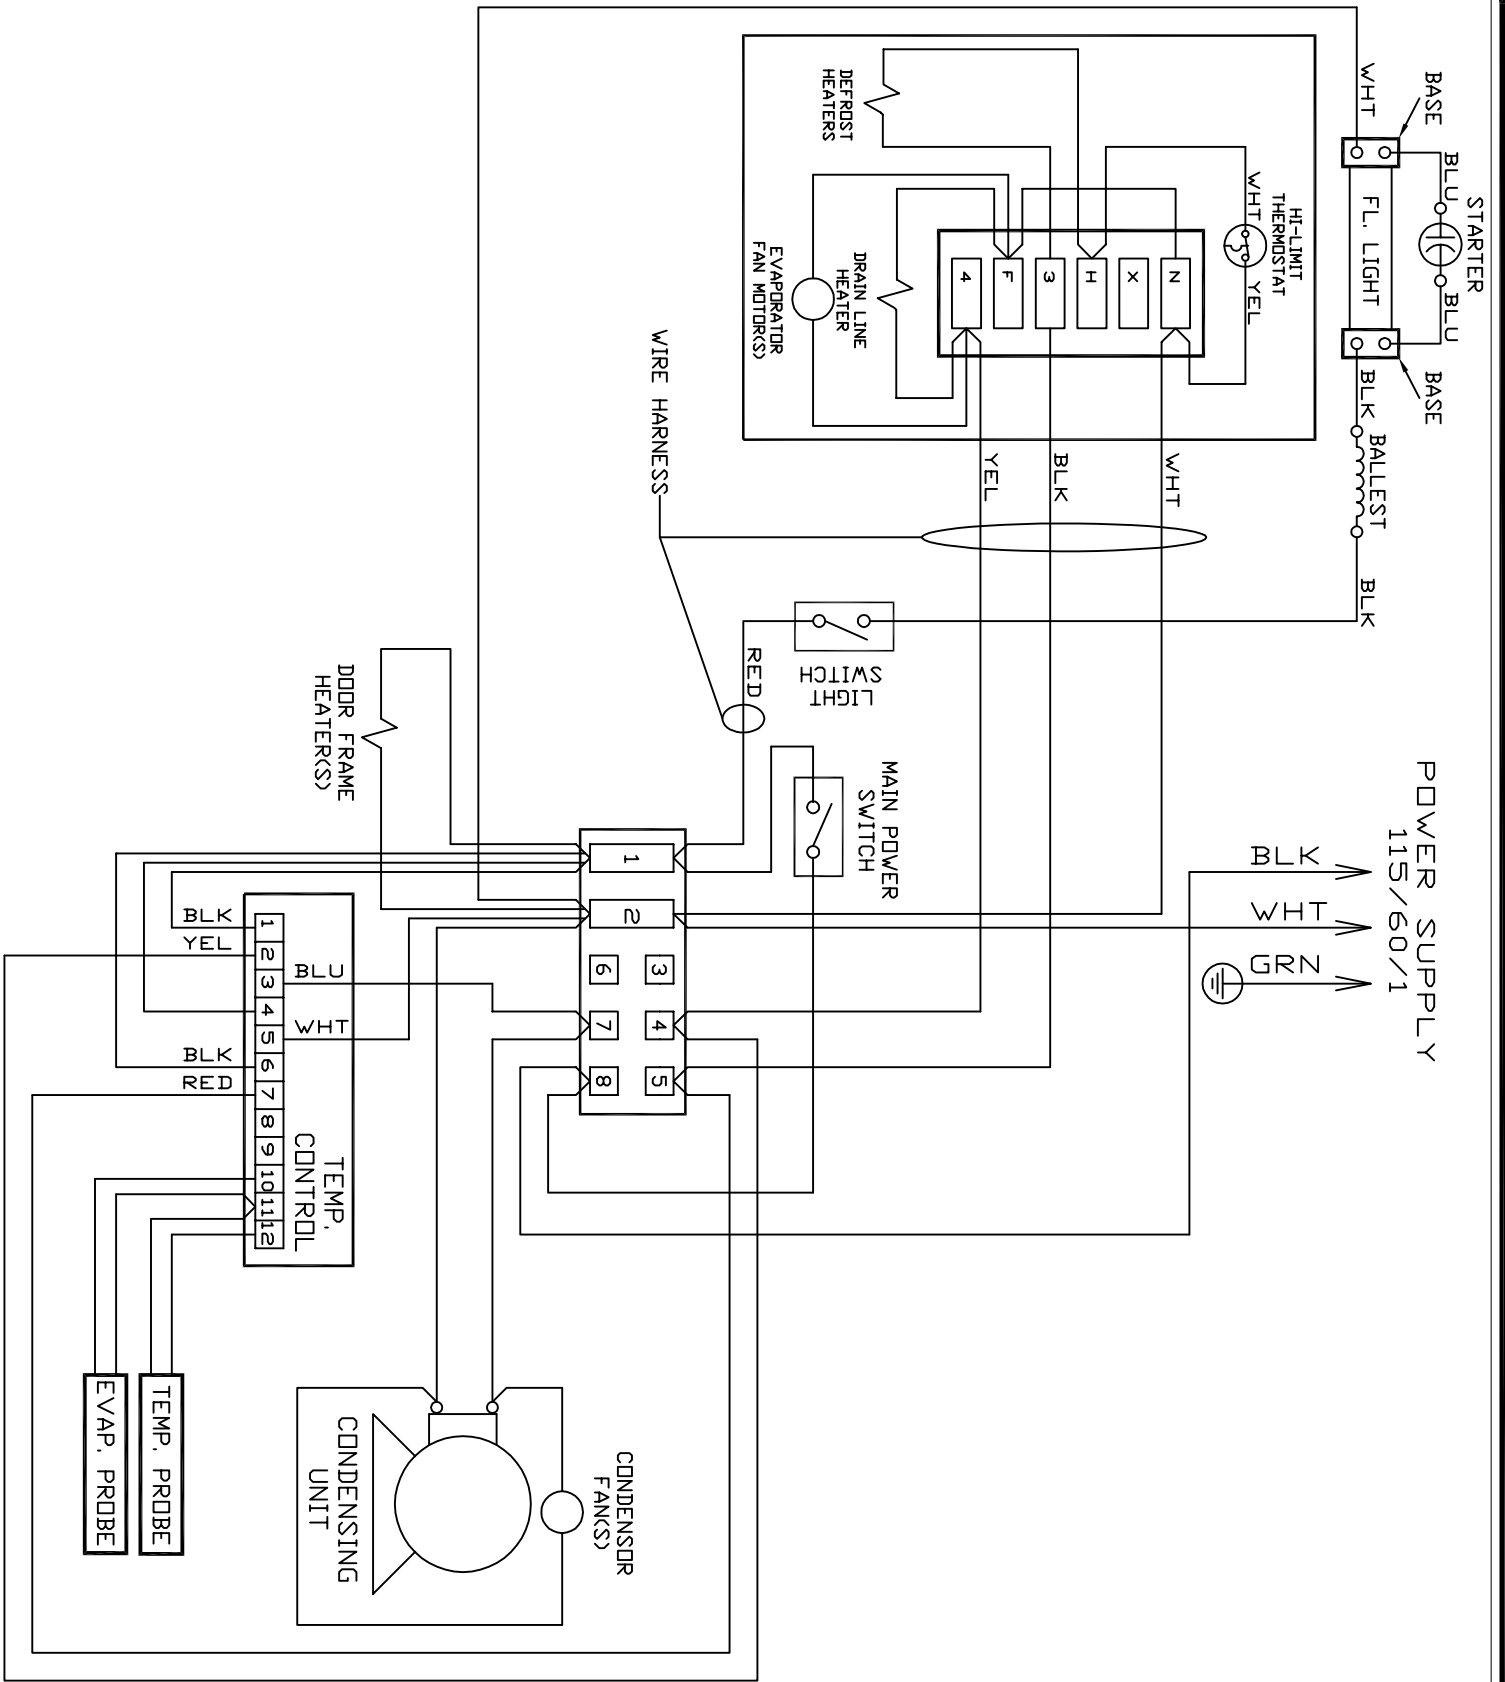 POWER SUPPLY
115/60/1
BLK
WHT
GRN
STARTER
BLU
BLU
BASE
BASE
FL. LIGHT
WHT
BLK
BALLEST
BLK
HI-LIMIT
THERMOSTAT
WHT
YEL
N
X
H
3
F
4
DEFROST
HEATERS
DRAIN LINE
HEATER
EVAPORATOR
FAN MOTOR(S)
WHT
BLK
YEL
WIRE HARNESS
LIGHT
SWITCH
RED
MAIN POWER
SWITCH
DOOR FRAME
HEATER(S)
1
2
3
4
5
6
7
8
TEMP.
CONTROL
1
2
3
4
5
6
7
8
9
10
11
12
BLK
YEL
BLU
WHT
BLK
RED
CONDENSOR
FAN(S)
CONDENSING
UNIT
TEMP. PROBE
EVAP. PROBE